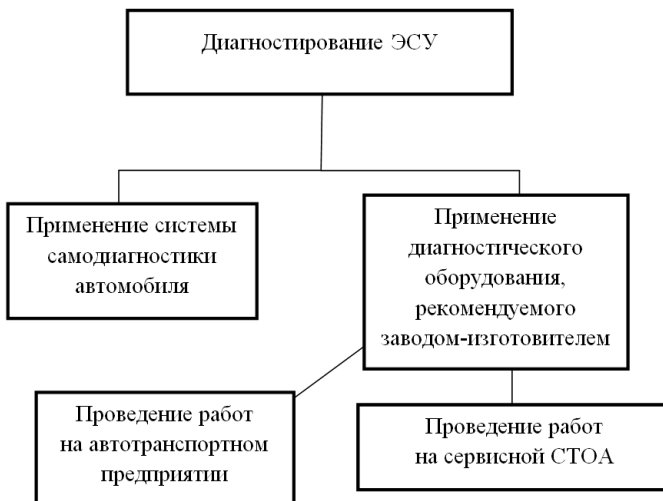 Диагностирование ЭСУ
Применение системы
самодиагностики
автомобиля
Применение
диагностического
оборудования,
рекомендуемого
заводом-изготовителем
Проведение работ
на автотранспортном
предприятии
Проведение работ
на сервисной СТОА